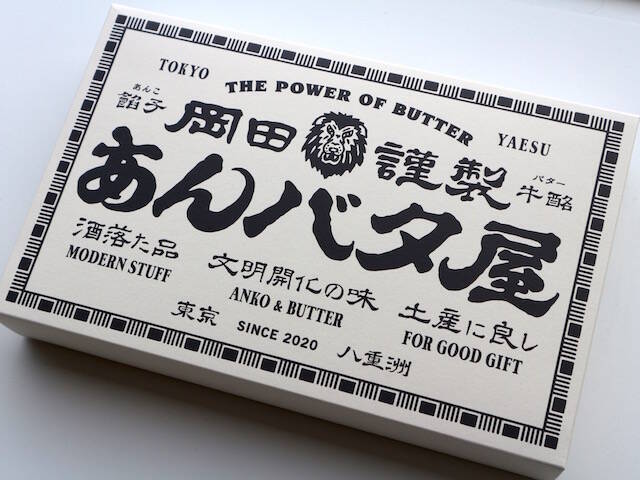 TOKYO
THE POWER OF BUTTER
YAESU
あんこ
餡子
岡田謹製
バター
牛酪
あんバタ屋
洒落た品
MODERN STUFF
文明開化の味
ANKO & BUTTER
土産に良し
FOR GOOD GIFT
東京
SINCE 2020
八重洲